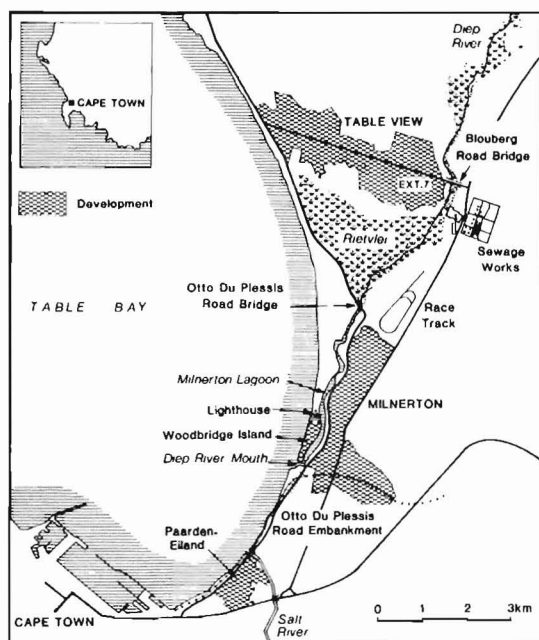 Diep
River
CAPE TOWN
TABLE VIEW
Blouberg
Road Bridge
EXT.7
Development
Rietvlei
Sewage
Works
Otto Du Plessis
Road Bridge
TABLE BAY
Race
Track
Milnerton Lagoon
Lighthouse
MILNERTON
Woodbridge Island
Diep River Mouth
Otto Du Plessis
Road Embankment
Paarden-
Eiland
CAPE TOWN
Salt
River
0 1 2 3km